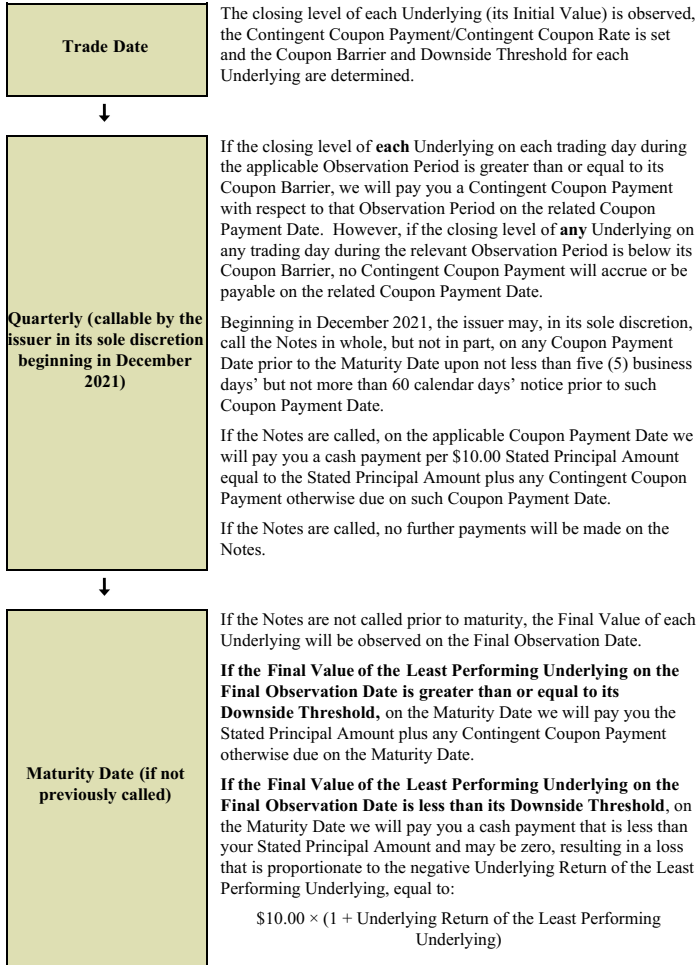 Trade Date
The closing level of each Underlying (its Initial Value) is observed,
the Contingent Coupon Payment/Contingent Coupon Rate is set
and the Coupon Barrier and Downside Threshold for each
Underlying are determined.
Quarterly (callable by the
issuer in its sole discretion
beginning in December
2021)
If the closing level of each Underlying on each trading day during
the applicable Observation Period is greater than or equal to its
Coupon Barrier, we will pay you a Contingent Coupon Payment
with respect to that Observation Period on the related Coupon
Payment Date. However, if the closing level of any Underlying on
any trading day during the relevant Observation Period is below its
Coupon Barrier, no Contingent Coupon Payment will accrue or be
payable on the related Coupon Payment Date.
Beginning in December 2021, the issuer may, in its sole discretion,
call the Notes in whole, but not in part, on any Coupon Payment
Date prior to the Maturity Date upon not less than five (5) business
days’ but not more than 60 calendar days’ notice prior to such
Coupon Payment Date.
If the Notes are called, on the applicable Coupon Payment Date we
will pay you a cash payment per $10.00 Stated Principal Amount
equal to the Stated Principal Amount plus any Contingent Coupon
Payment otherwise due on such Coupon Payment Date.
If the Notes are called, no further payments will be made on the
Notes.
Maturity Date (if not
previously called)
If the Notes are not called prior to maturity, the Final Value of each
Underlying will be observed on the Final Observation Date.
If the Final Value of the Least Performing Underlying on the
Final Observation Date is greater than or equal to its
Downside Threshold, on the Maturity Date we will pay you the
Stated Principal Amount plus any Contingent Coupon Payment
otherwise due on the Maturity Date.
If the Final Value of the Least Performing Underlying on the
Final Observation Date is less than its Downside Threshold, on
the Maturity Date we will pay you a cash payment that is less than
your Stated Principal Amount and may be zero, resulting in a loss
that is proportionate to the negative Underlying Return of the Least
Performing Underlying, equal to:
$10.00 × (1 + Underlying Return of the Least Performing
Underlying)